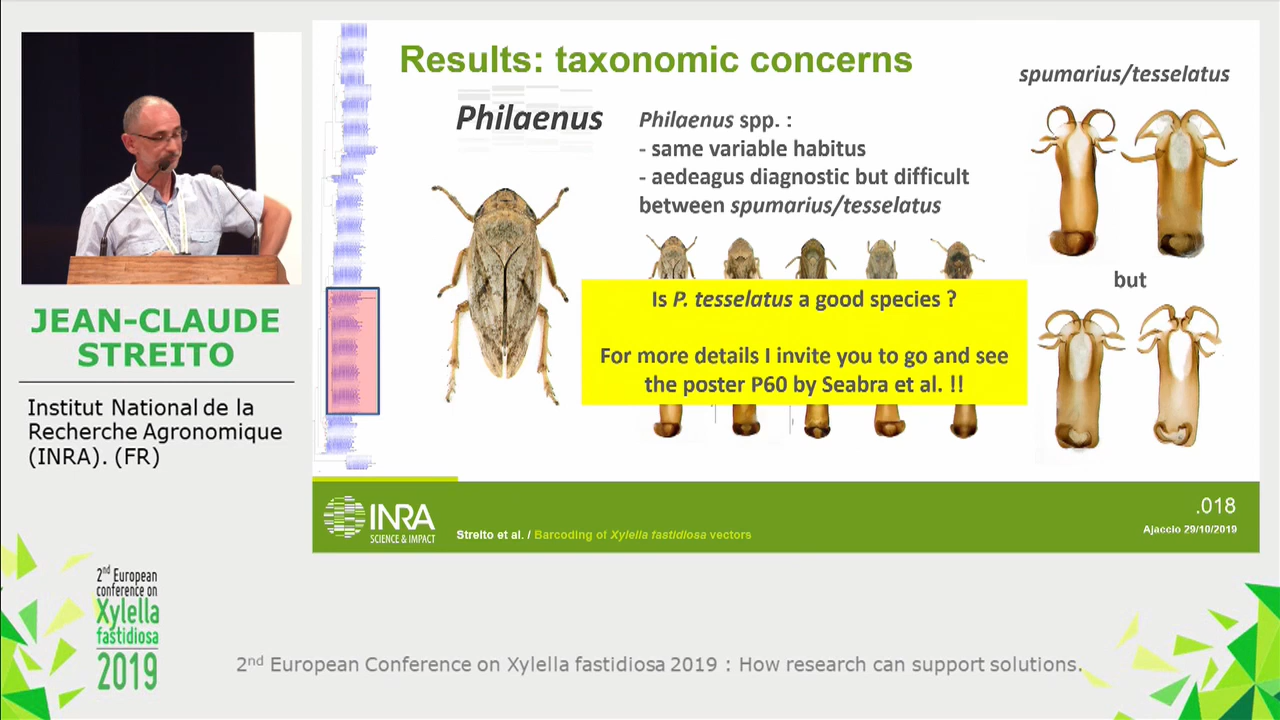 Results: taxonomic concerns
spumarius/tesselatus
Philaenus
Philaenus spp. :
- same variable habitus
- aedeagus diagnostic but difficult
between spumarius/tesselatus
but
Is P. tesselatus a good species ?
For more details I invite you to go and see
the poster P60 by Seabra et al. !!
JEAN-CLAUDE
STREITO
Institut National de la
Recherche Agronomique
(INRA). (FR)
INRA
SCIENCE & IMPACT
Streito et al. / Barcoding of Xylella fastidiosa vectors
.018
Ajaccio 29/10/2019
2nd European
conference on
Xylella
fastidiosa
2019
2nd European Conference on Xylella fastidiosa 2019 : How research can support solutions.